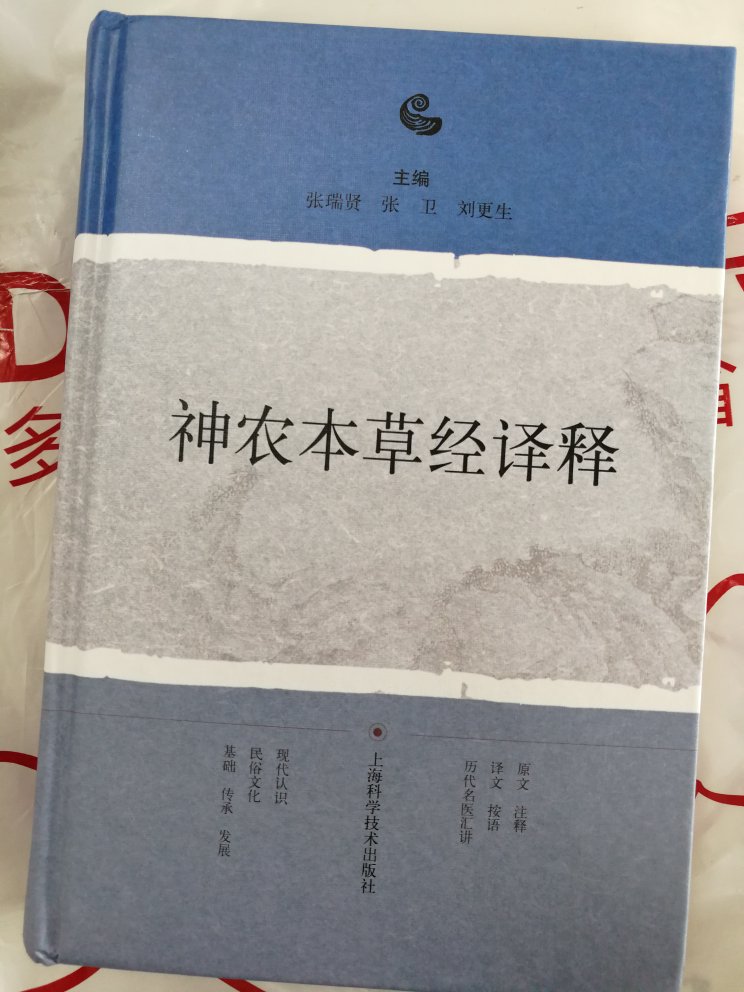 主编
张瑞贤 张 卫 刘更生
神农本草经译释
原文 注释
译文 按语
历代名医汇讲
上海科学技术出版社
现代认识
民俗文化
基础 传承 发展
D
多